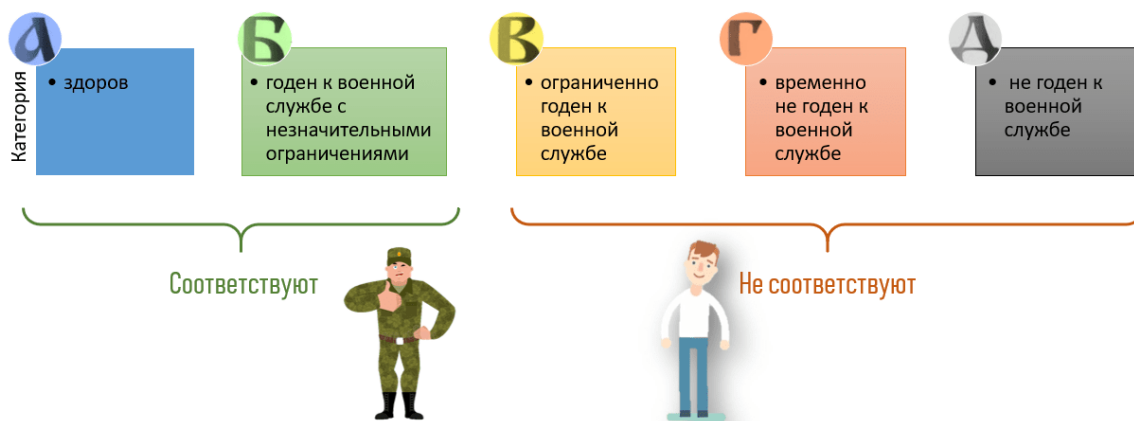 А
Б
В
Г
Д
Категория
• здоров
• годен к военной
службе с
незначительными
ограничениями
• ограниченно
годен к
военной
службе
• временно
не годен к
военной
службе
• не годен к
военной
службе
Соответствуют
Не соответствуют